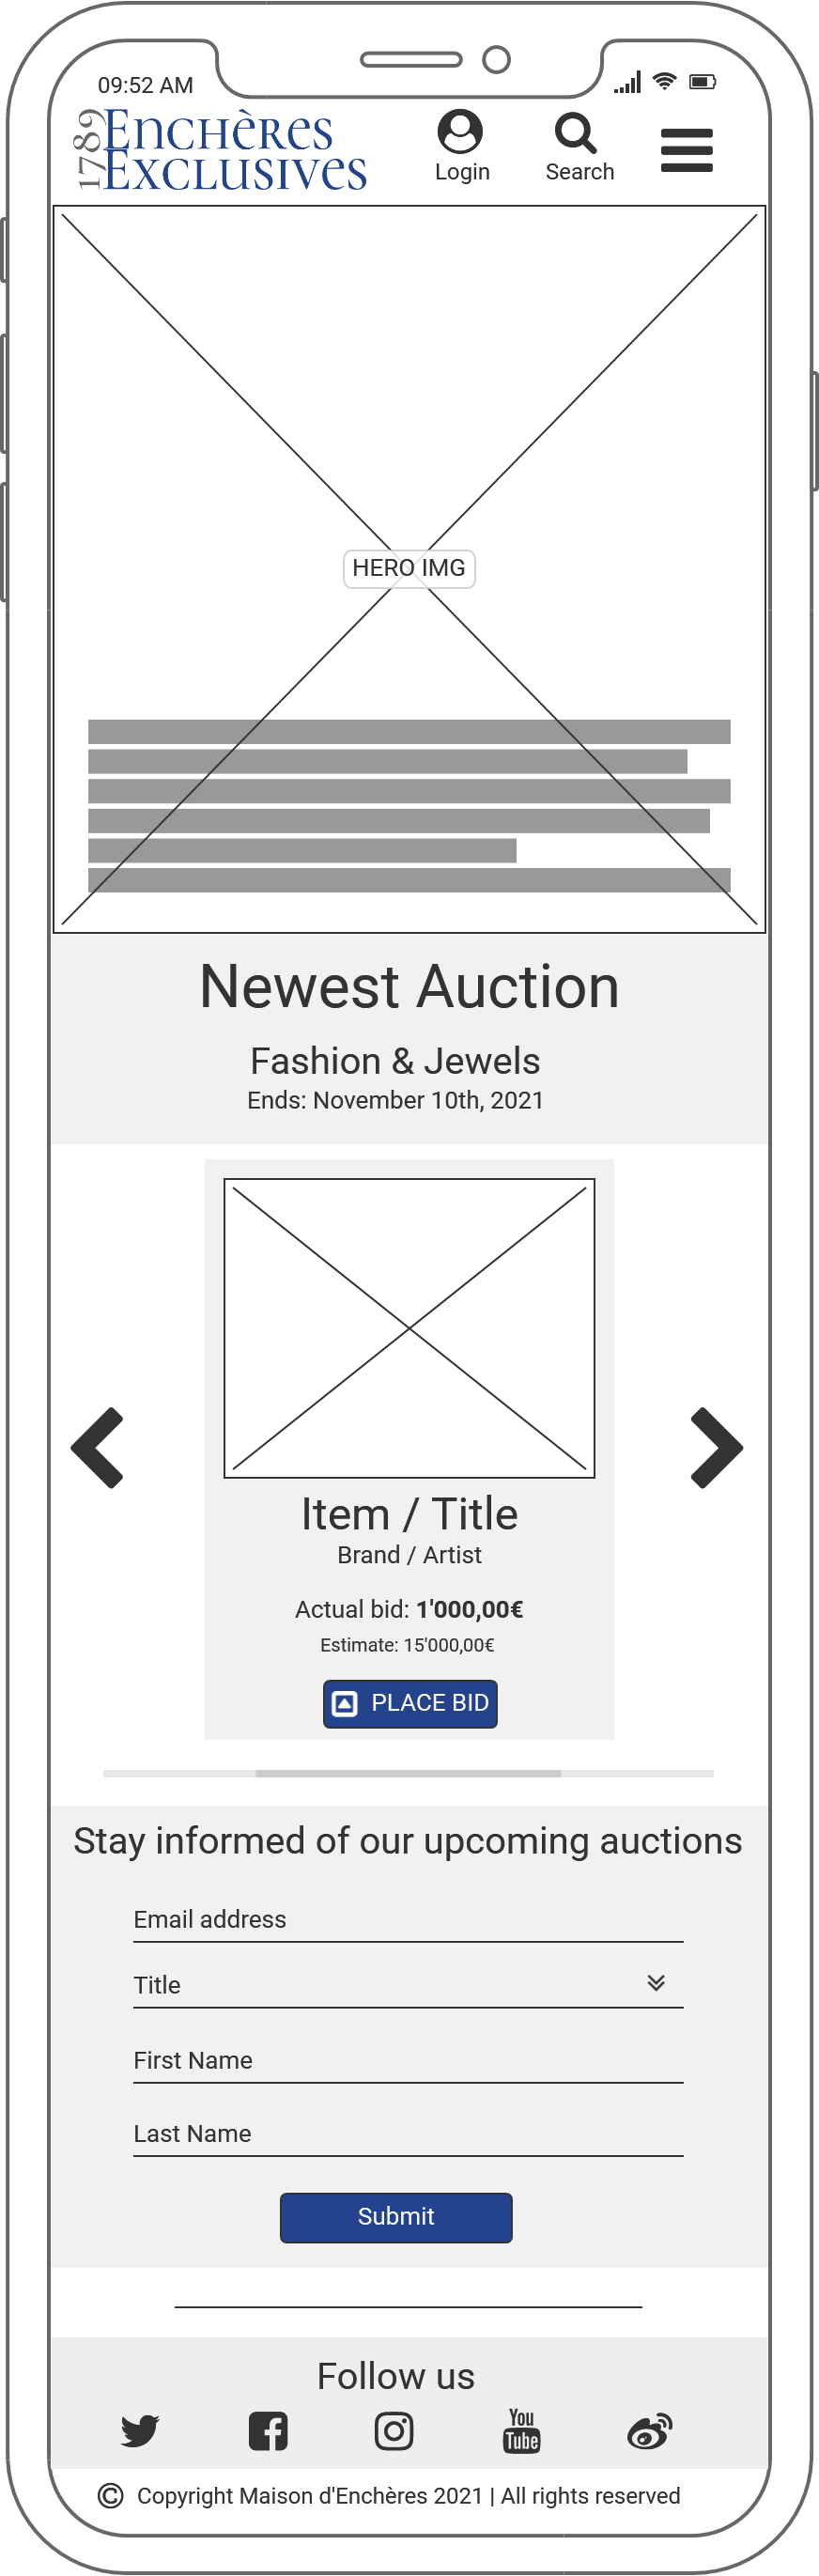 09:52 AM
1789
Enchères
Exclusives
Login
Search
HERO IMG
Newest Auction
Fashion & Jewels
Ends: November 10th, 2021
Item / Title
Brand / Artist
Actual bid: 1'000,00€
Estimate: 15'000,00€
PLACE BID
Stay informed of our upcoming auctions
Email address
Title
First Name
Last Name
Submit
Follow us
You
Tube
© Copyright Maison d'Enchères 2021 | All rights reserved